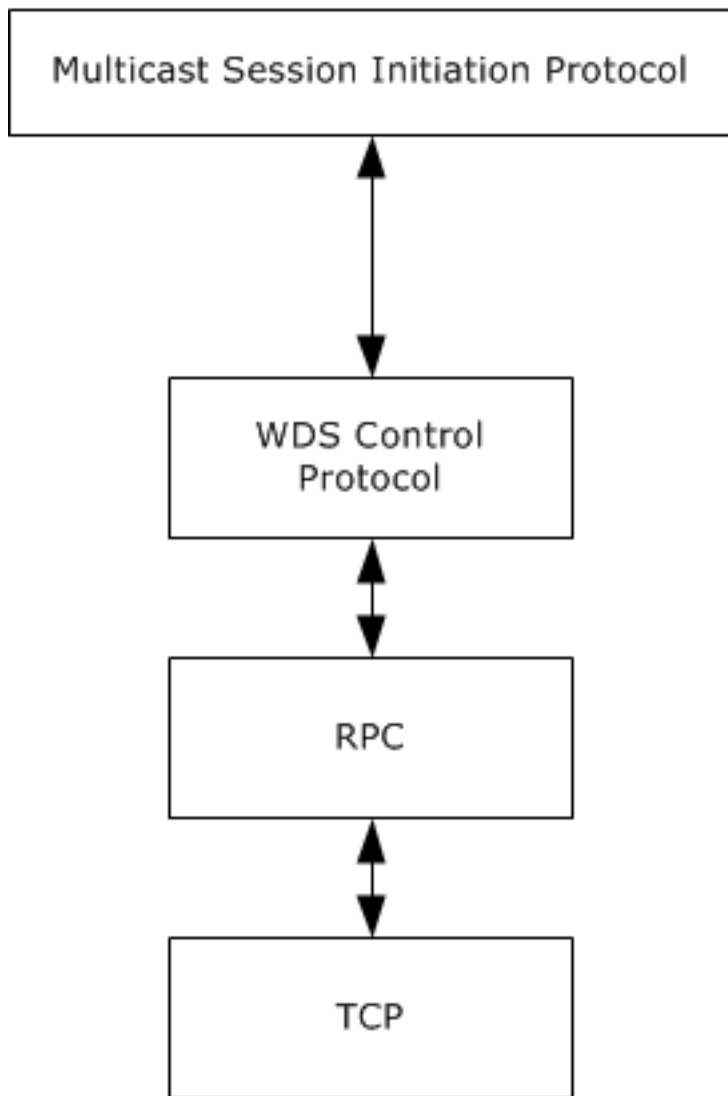 Multicast Session Initiation Protocol
WDS Control
Protocol
RPC
TCP